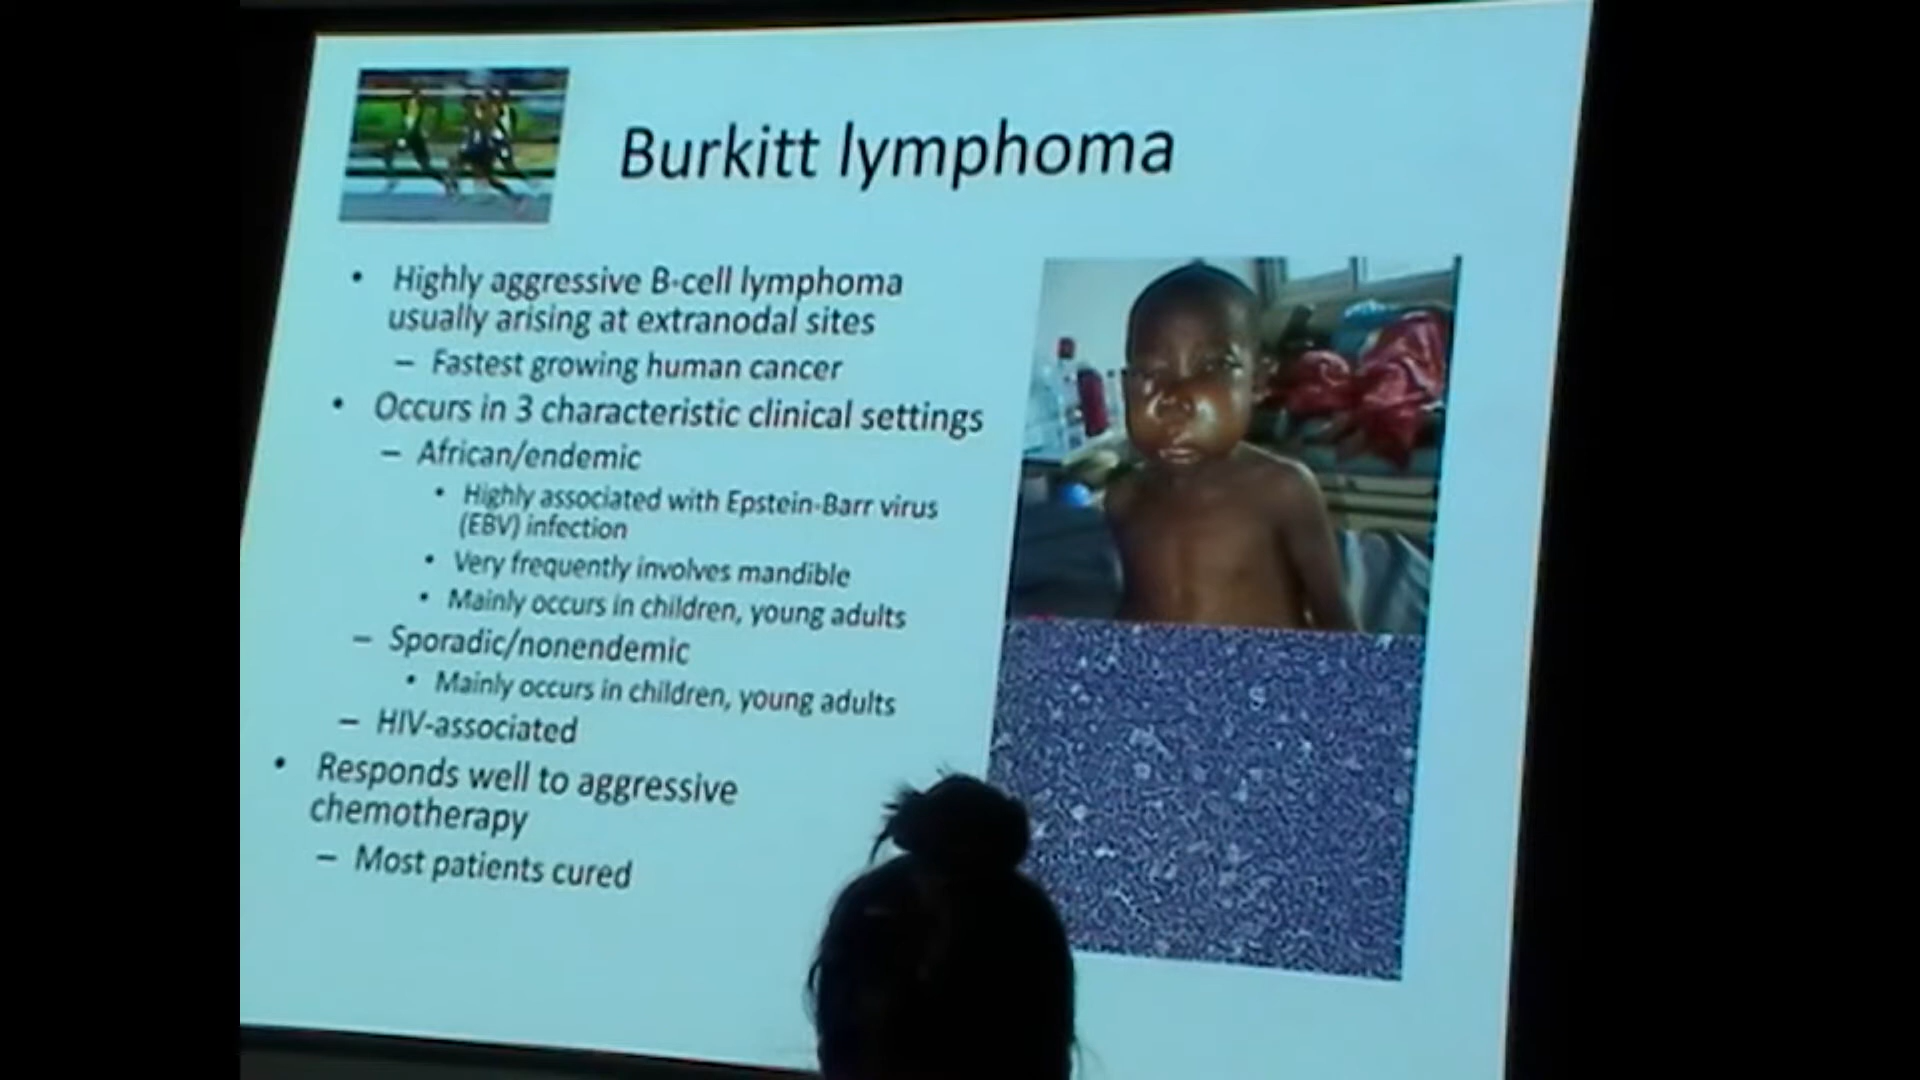 Burkitt lymphoma
• Highly aggressive B-cell lymphoma
usually arising at extranodal sites
– Fastest growing human cancer
• Occurs in 3 characteristic clinical settings
– African/endemic
• Highly associated with Epstein-Barr virus
(EBV) infection
• Very frequently involves mandible
• Mainly occurs in children, young adults
– Sporadic/nonendemic
• Mainly occurs in children, young adults
– HIV-associated
• Responds well to aggressive
chemotherapy
– Most patients cured